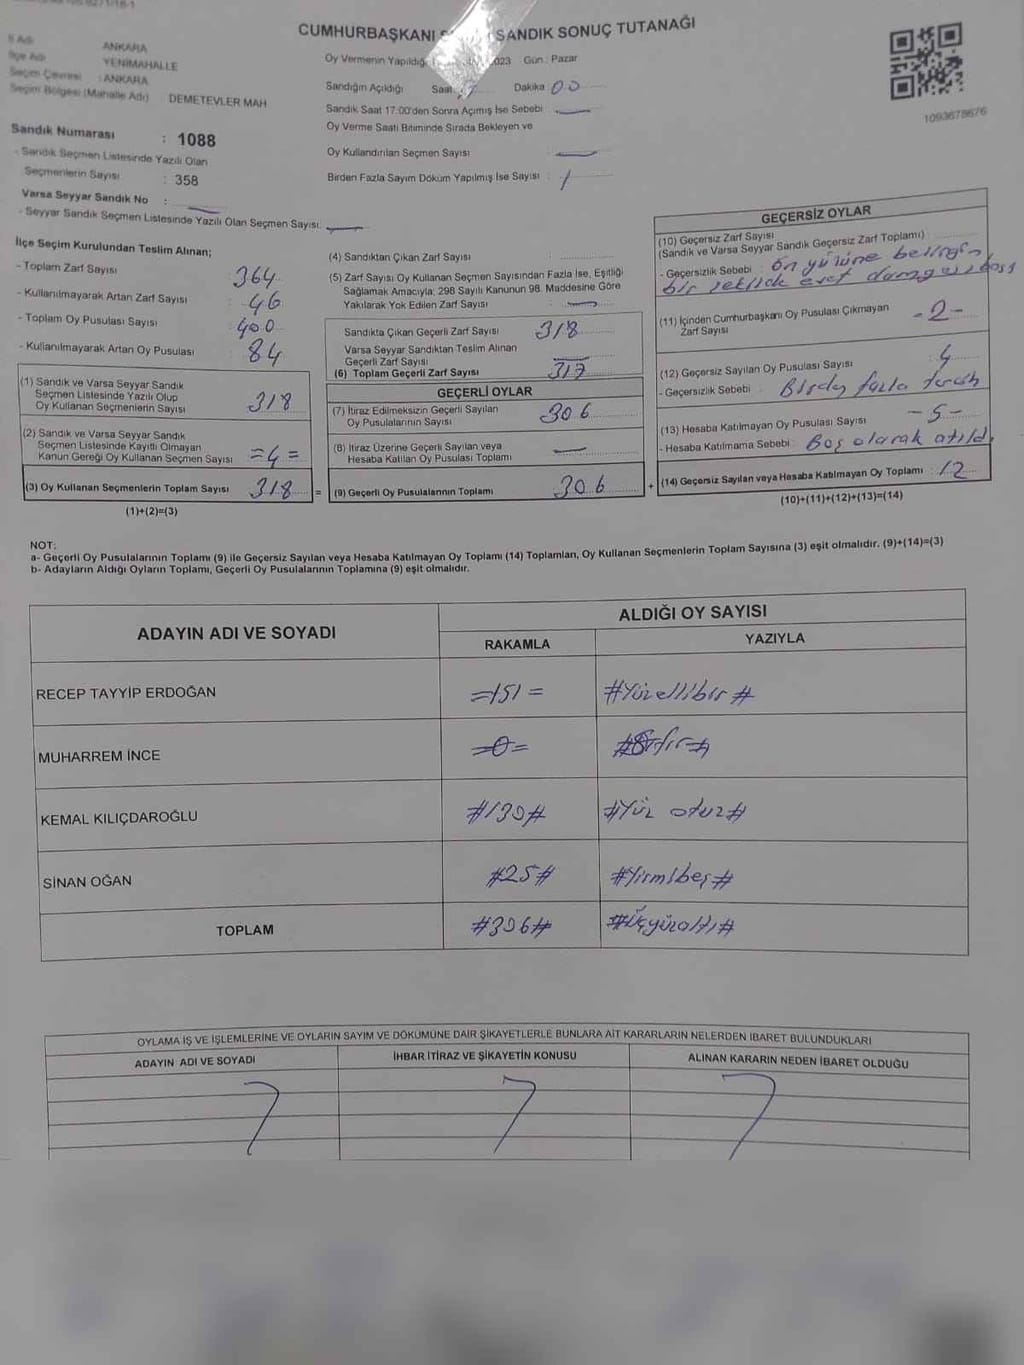 CUMHURBAŞKANI SANDIK SONUÇ TUTANAĞI
İl Adı ANKARA
İlçe Adı YENİMAHALLE
Seçim Çevresi : ANKARA
Seçim Bölgesi (Mahalle Adı) DEMETEVLER MAH
Sandık Numarası : 1088
- Sandık Seçmen Listesinde Yazılı Olan
Seçmenlerin Sayısı : 358
Varsa Seyyar Sandık No :
- Seyyar Sandık Seçmen Listesinde Yazılı Olan Seçmen Sayısı:
Oy Vermenin Yapıldığı 2023 Gün : Pazar
Sandığın Açıldığı Saat Dakika : 00
Sandık Saat 17:00'den Sonra Açımış İse Sebebi
Oy Verme Saati Bitiminde Sırada Bekleyen ve
Oy Kullandırılan Seçmen Sayısı
Birden Fazla Sayım Döküm Yapılmış İse Sayısı :
1093678676
İlçe Seçim Kurulundan Teslim Alınan;
- Toplam Zarf Sayısı 364
- Kullanılmayarak Artan Zarf Sayısı : 46
- Toplam Oy Pusulası Sayısı 400
- Kullanılmayarak Artan Oy Pusulası 84
(1) Sandık ve Varsa Seyyar Sandık
Seçmen Listesinde Yazılı Olup
Oy Kullanan Seçmenlerin Sayısı 318
(2) Sandık ve Varsa Seyyar Sandık
Seçmen Listesinde Kayıtlı Olmayan
Kanun Gereği Oy Kullanan Seçmen Sayısı =4=
(3) Oy Kullanan Seçmenlerin Toplam Sayısı 318 =
(1)+(2)=(3)
(4) Sandıktan Çıkan Zarf Sayısı :
(5) Zarf Sayısı Oy Kullanan Seçmen Sayısından Fazla İse, Eşitliği
Sağlamak Amacıyla; 298 Sayılı Kanunun 98. Maddesine Göre
Yakılarak Yok Edilen Zarf Sayısı
Sandıkta Çıkan Geçerli Zarf Sayısı 318
Varsa Seyyar Sandıktan Teslim Alınan
Geçerli Zarf Sayısı
(6) Toplam Geçerli Zarf Sayısı 317
GEÇERLİ OYLAR
(7) İtiraz Edilmeksizin Geçerli Sayılan
Oy Pusulalarının Sayısı 306
(8) İtiraz Üzerine Geçerli Sayılan veya
Hesaba Katılan Oy Pusulası Toplamı
(9) Geçerli Oy Pusulalarının Toplamı 306 +
GEÇERSİZ OYLAR
(10) Geçersiz Zarf Sayısı
(Sandık ve Varsa Seyyar Sandık Geçersiz Zarf Toplamı) :
- Geçersizlik Sebebi : ön yüzüne belirgin
bir şekilde evet damgası bas
(11) İçinden Cumhurbaşkanı Oy Pusulası Çıkmayan
Zarf Sayısı - 2 -
(12) Geçersiz Sayılan Oy Pusulası Sayısı : 4
- Geçersizlik Sebebi : Birden fazla tercih
(13) Hesaba Katılmayan Oy Pusulası Sayısı - 5 -
- Hesaba Katılmama Sebebi : Boş olarak atıldı
(14) Geçersiz Sayılan veya Hesaba Katılmayan Oy Toplamı : 12
(10)+(11)+(12)+(13)=(14)
NOT:
a- Geçerli Oy Pusulalarının Toplamı (9) ile Geçersiz Sayılan veya Hesaba Katılmayan Oy Toplamı (14) Toplamları, Oy Kullanan Seçmenlerin Toplam Sayısına (3) eşit olmalıdır. (9)+(14)=(3)
b- Adayların Aldığı Oyların Toplamı, Geçerli Oy Pusulalarının Toplamına (9) eşit olmalıdır.
ADAYIN ADI VE SOYADI ALDIĞI OY SAYISI
RAKAMLA YAZIYLA
RECEP TAYYİP ERDOĞAN =151= #Yüzellibir#
MUHARREM İNCE =0= #Sıfır#
KEMAL KILIÇDAROĞLU #130# #Yüz otuz#
SİNAN OĞAN #25# #Yirmibeş#
TOPLAM #306# #Üçyüzaltı#
OYLAMA İŞ VE İŞLEMLERİNE VE OYLARIN SAYIM VE DÖKÜMÜNE DAİR ŞİKAYETLERLE BUNLARA AİT KARARLARIN NELERDEN İBARET BULUNDUKLARI
ADAYIN ADI VE SOYADI İHBAR İTİRAZ VE ŞİKAYETİN KONUSU ALINAN KARARIN NEDEN İBARET OLDUĞU